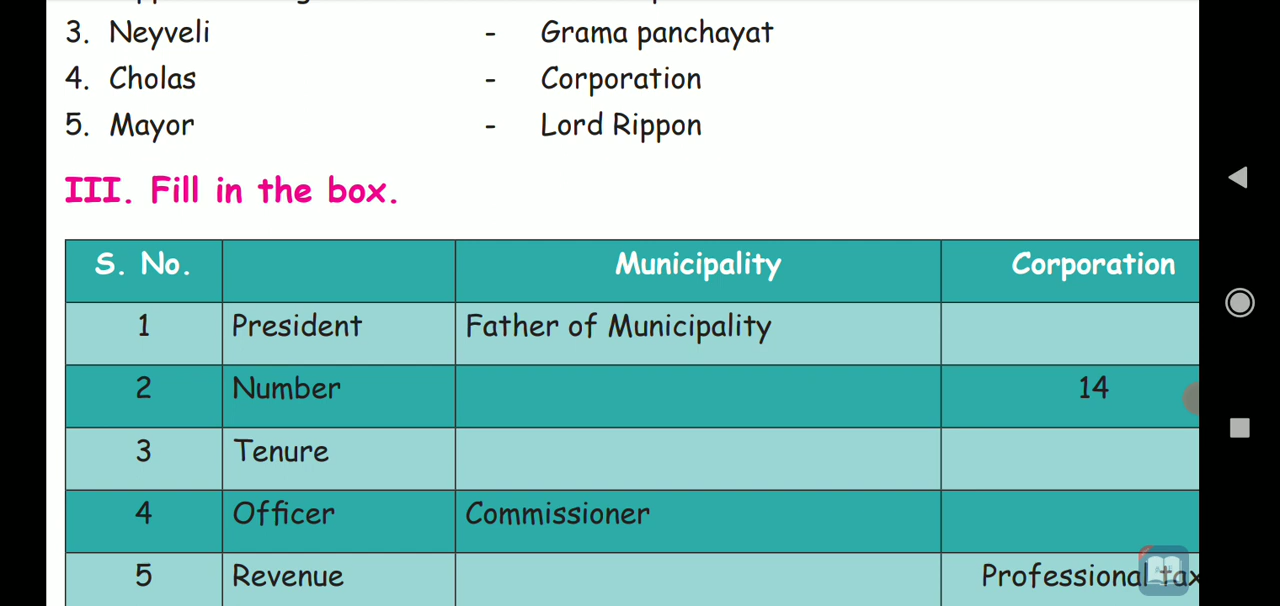 3. Neyveli - Grama panchayat
4. Cholas - Corporation
5. Mayor - Lord Rippon
III. Fill in the box.
S. No. Municipality Corporation
1 President Father of Municipality
2 Number 14
3 Tenure
4 Officer Commissioner
5 Revenue Professional tax